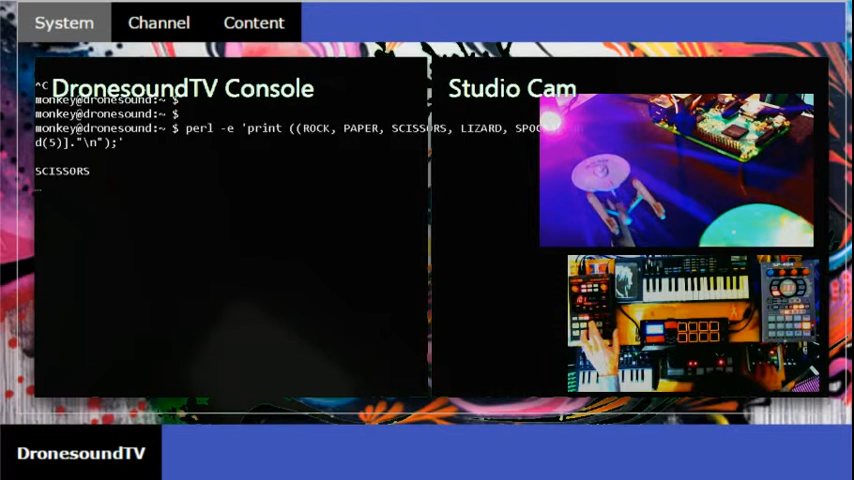 System Channel Content
DronesoundTV Console
Studio Cam
^C
monkey@dronesound:~ $
monkey@dronesound:~ $
monkey@dronesound:~ $ perl -e 'print ((ROCK, PAPER, SCISSORS, LIZARD, SPOC
d(5)]."\n");'
SCISSORS
DronesoundTV